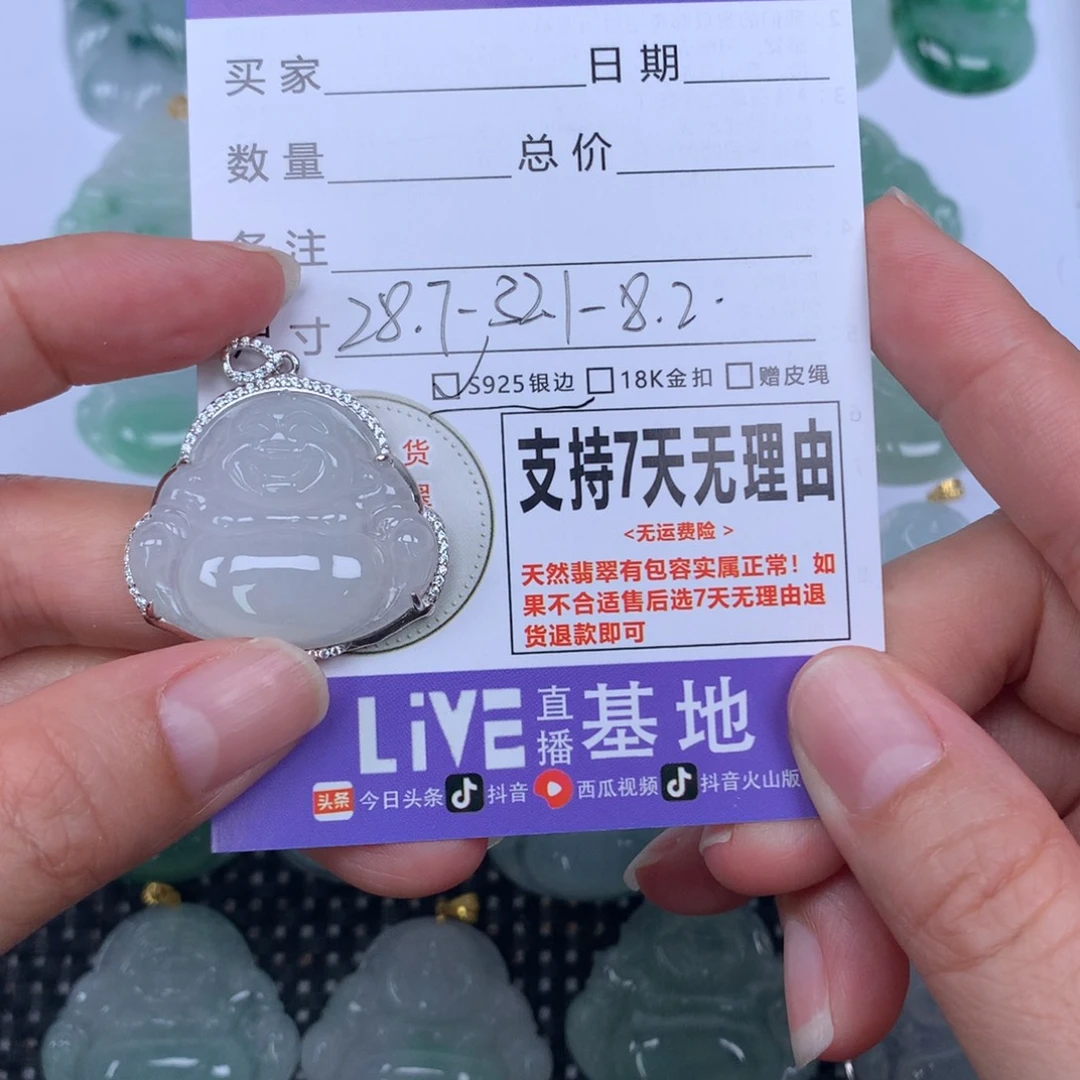 买家 日期
数量 总价
备注
寸 28.7-32.1-8.2.
S925银边 18K金扣 赠皮绳
货
支持7天无理由
<无运费险>
天然翡翠有包容实属正常！如
果不合适售后选7天无理由退
货退款即可
LiVE 直播 基地
头条 今日头条 抖音 西瓜视频 抖音火山版